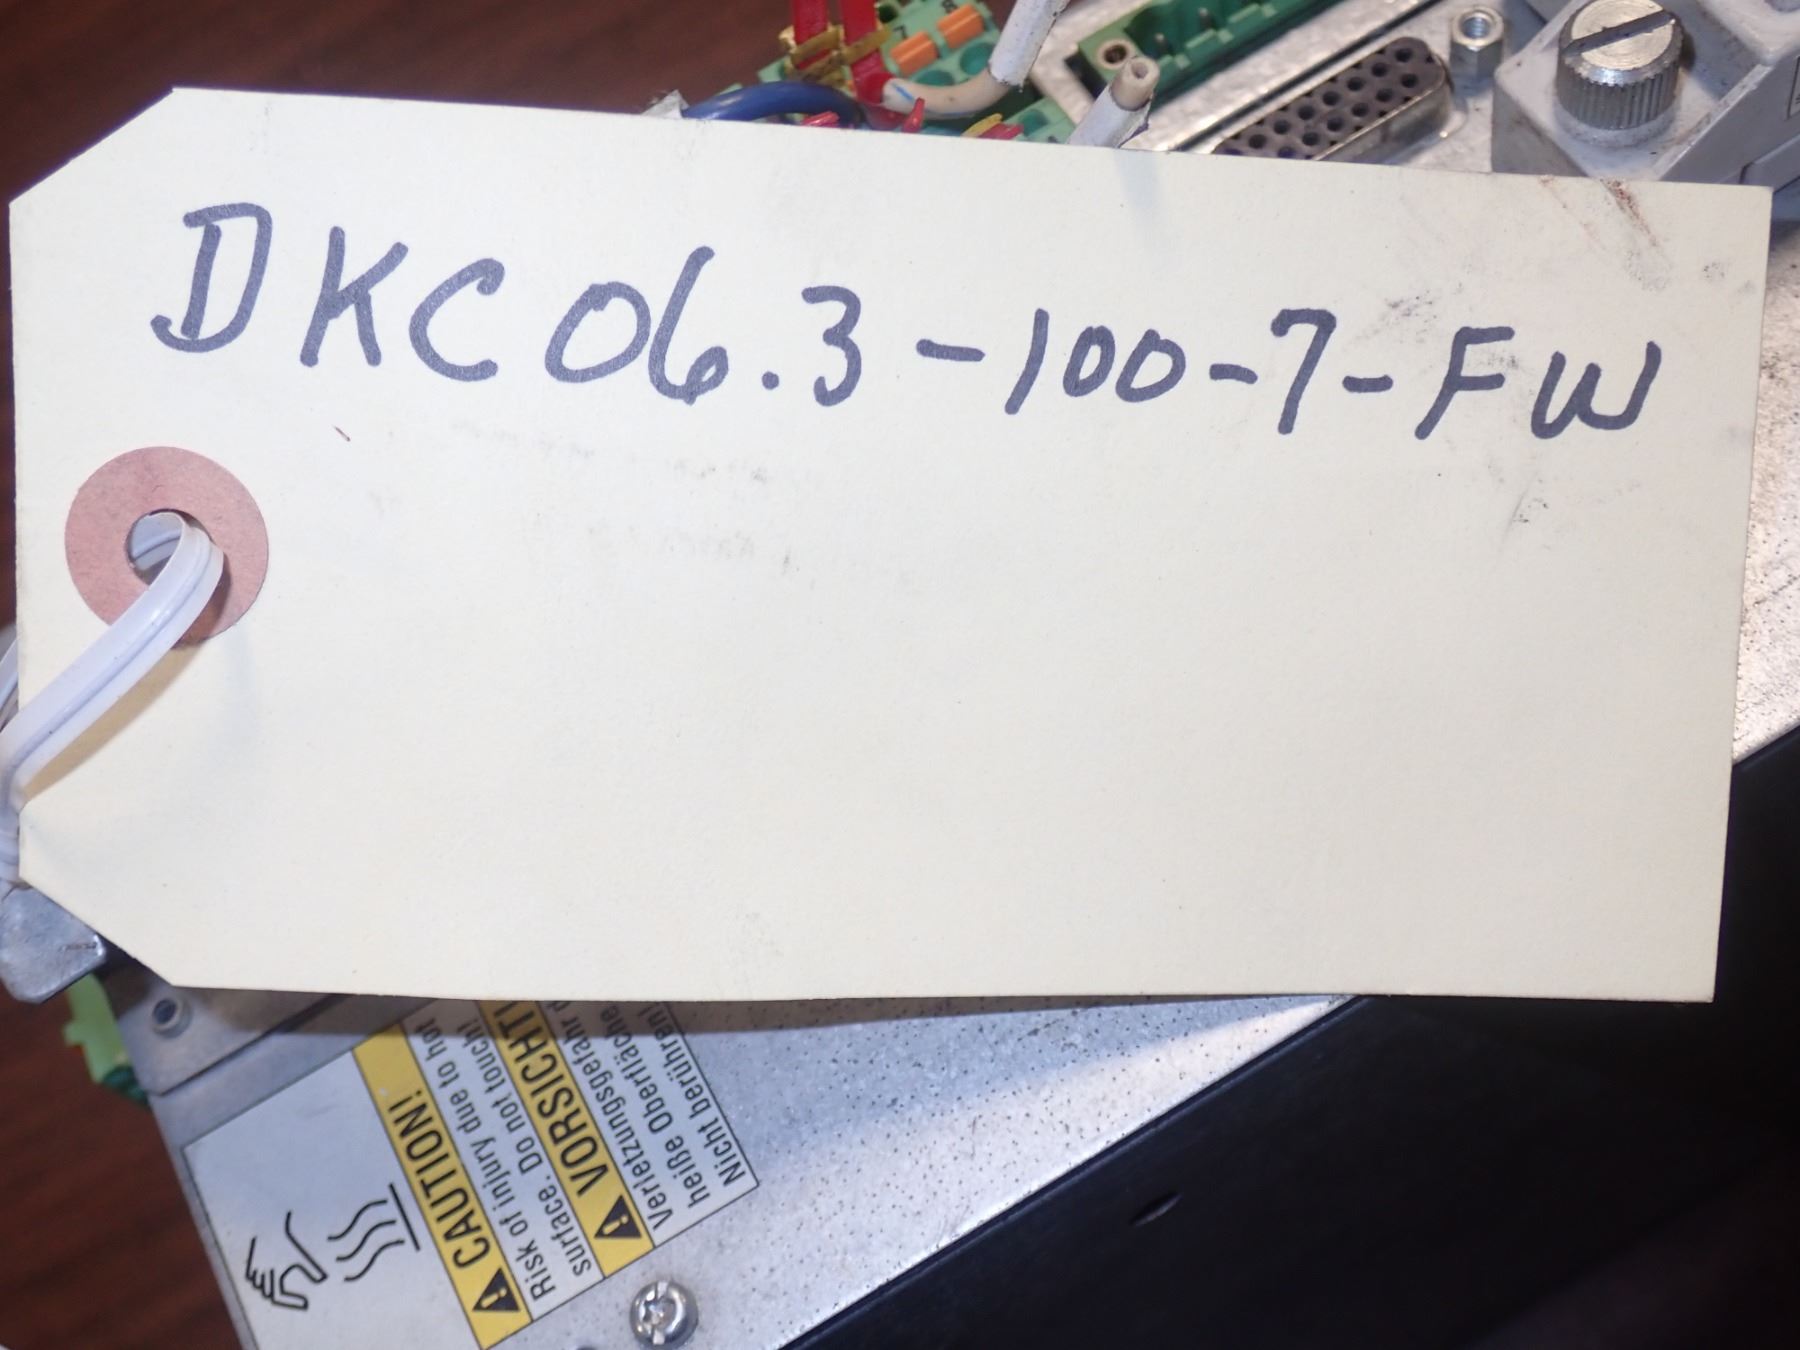 DKC06.3-100-7-FW
CAUTION!
Risk of injury due to hot
surface. Do not touch!
VORSICHT!
Verletzungsgefahr
heiße Oberfläche
Nicht berühren!